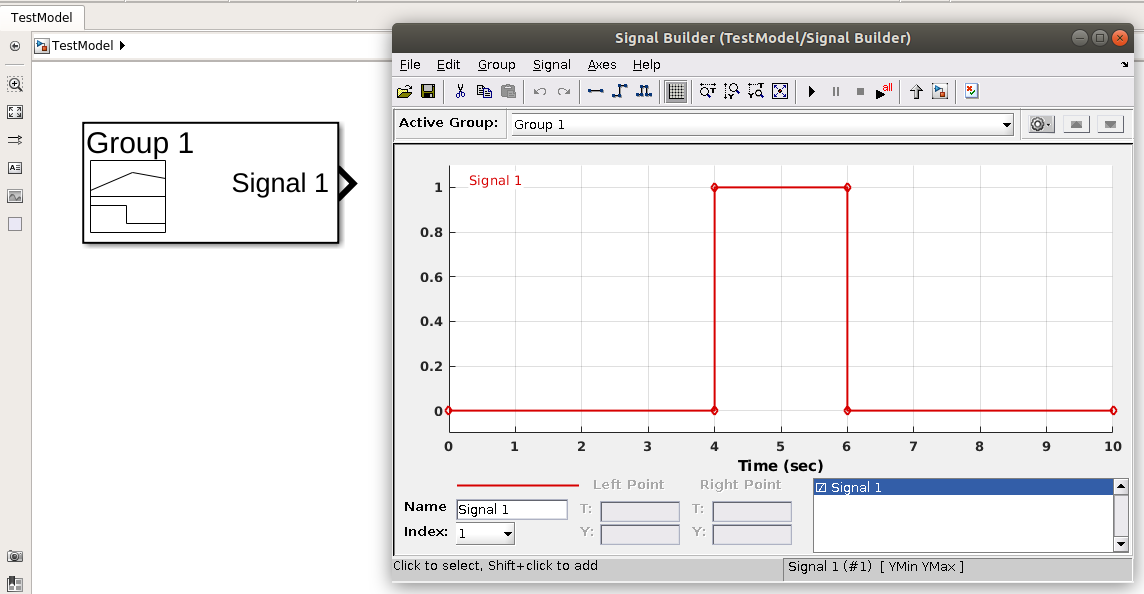 TestModel
TestModel
Group 1
Signal 1
Signal Builder (TestModel/Signal Builder)
File Edit Group Signal Axes Help
all
Active Group: Group 1
Signal 1
1
0.8
0.6
0.4
0.2
0
0 1 2 3 4 5 6 7 8 9 10
Time (sec)
Left Point Right Point
Name Signal 1 T: T:
Index: 1 Y: Y:
Signal 1
Click to select, Shift+click to add
Signal 1 (#1) [ YMin YMax ]